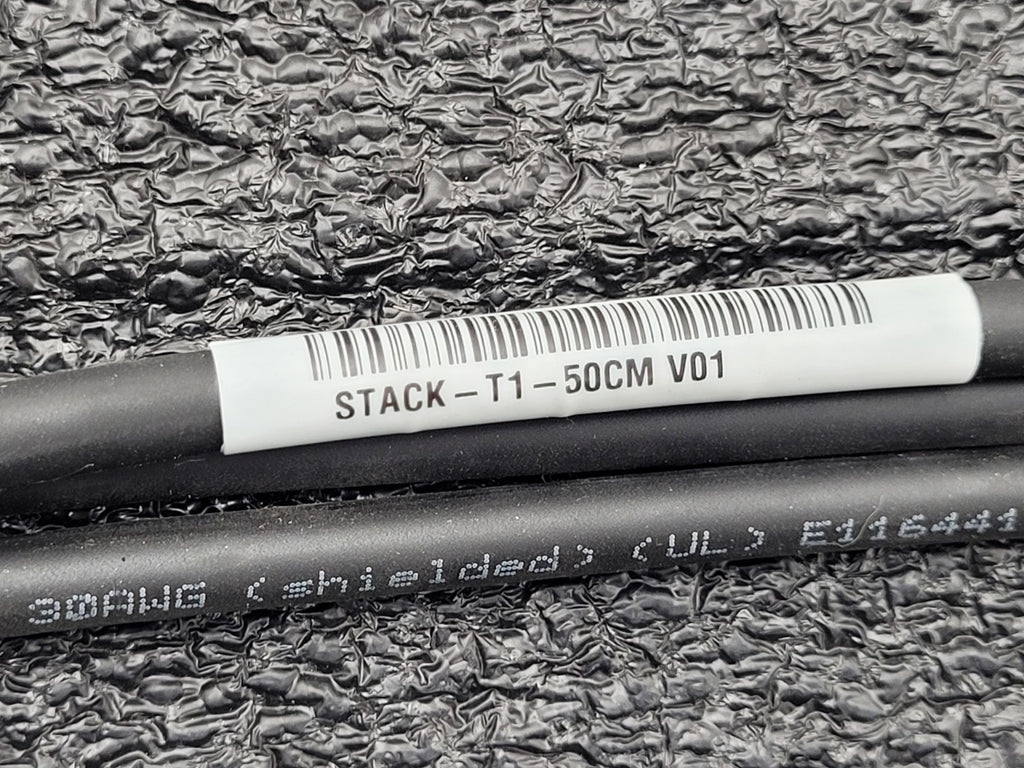 STACK-T1-50CM V01
30AWG (shielded) (UL) E116441